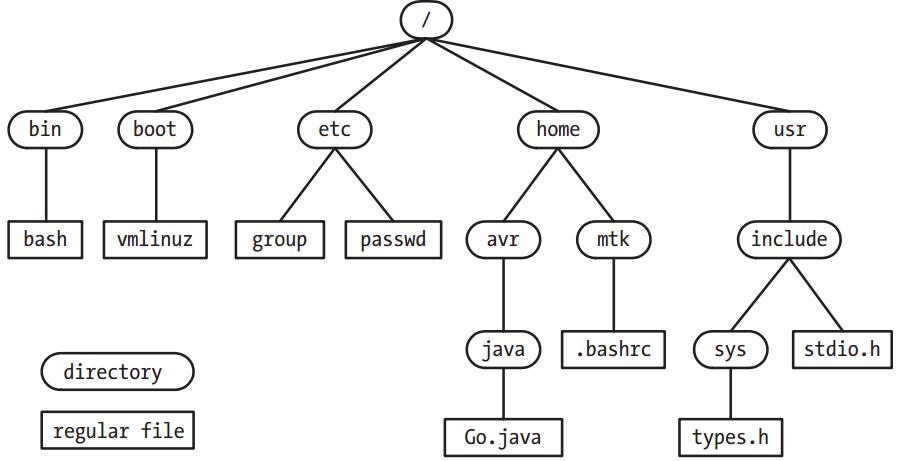 /
bin boot etc home usr
bash vmlinuz group passwd avr mtk include
java .bashrc sys stdio.h
directory
regular file Go.java types.h